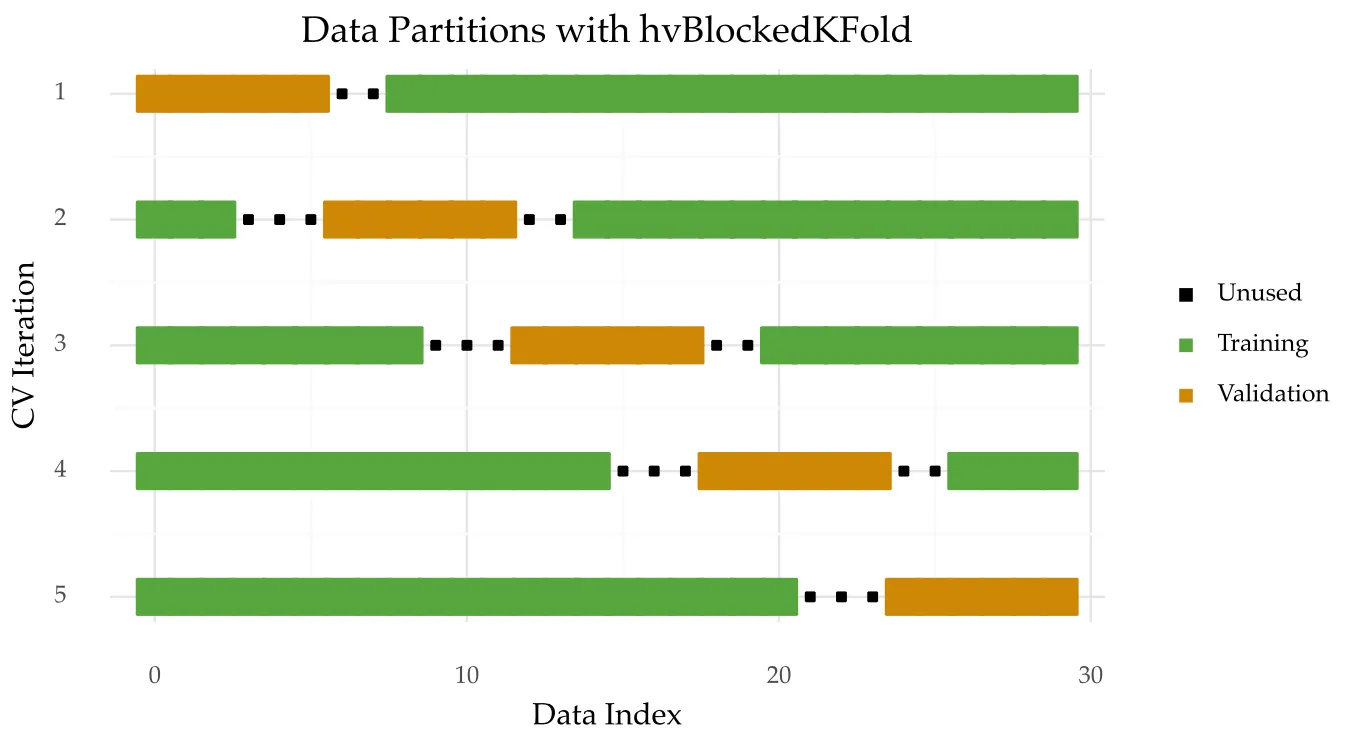 Data Partitions with hvBlockedKFold
1
2
3
4
5
CV Iteration
0 10 20 30
Data Index
Unused
Training
Validation